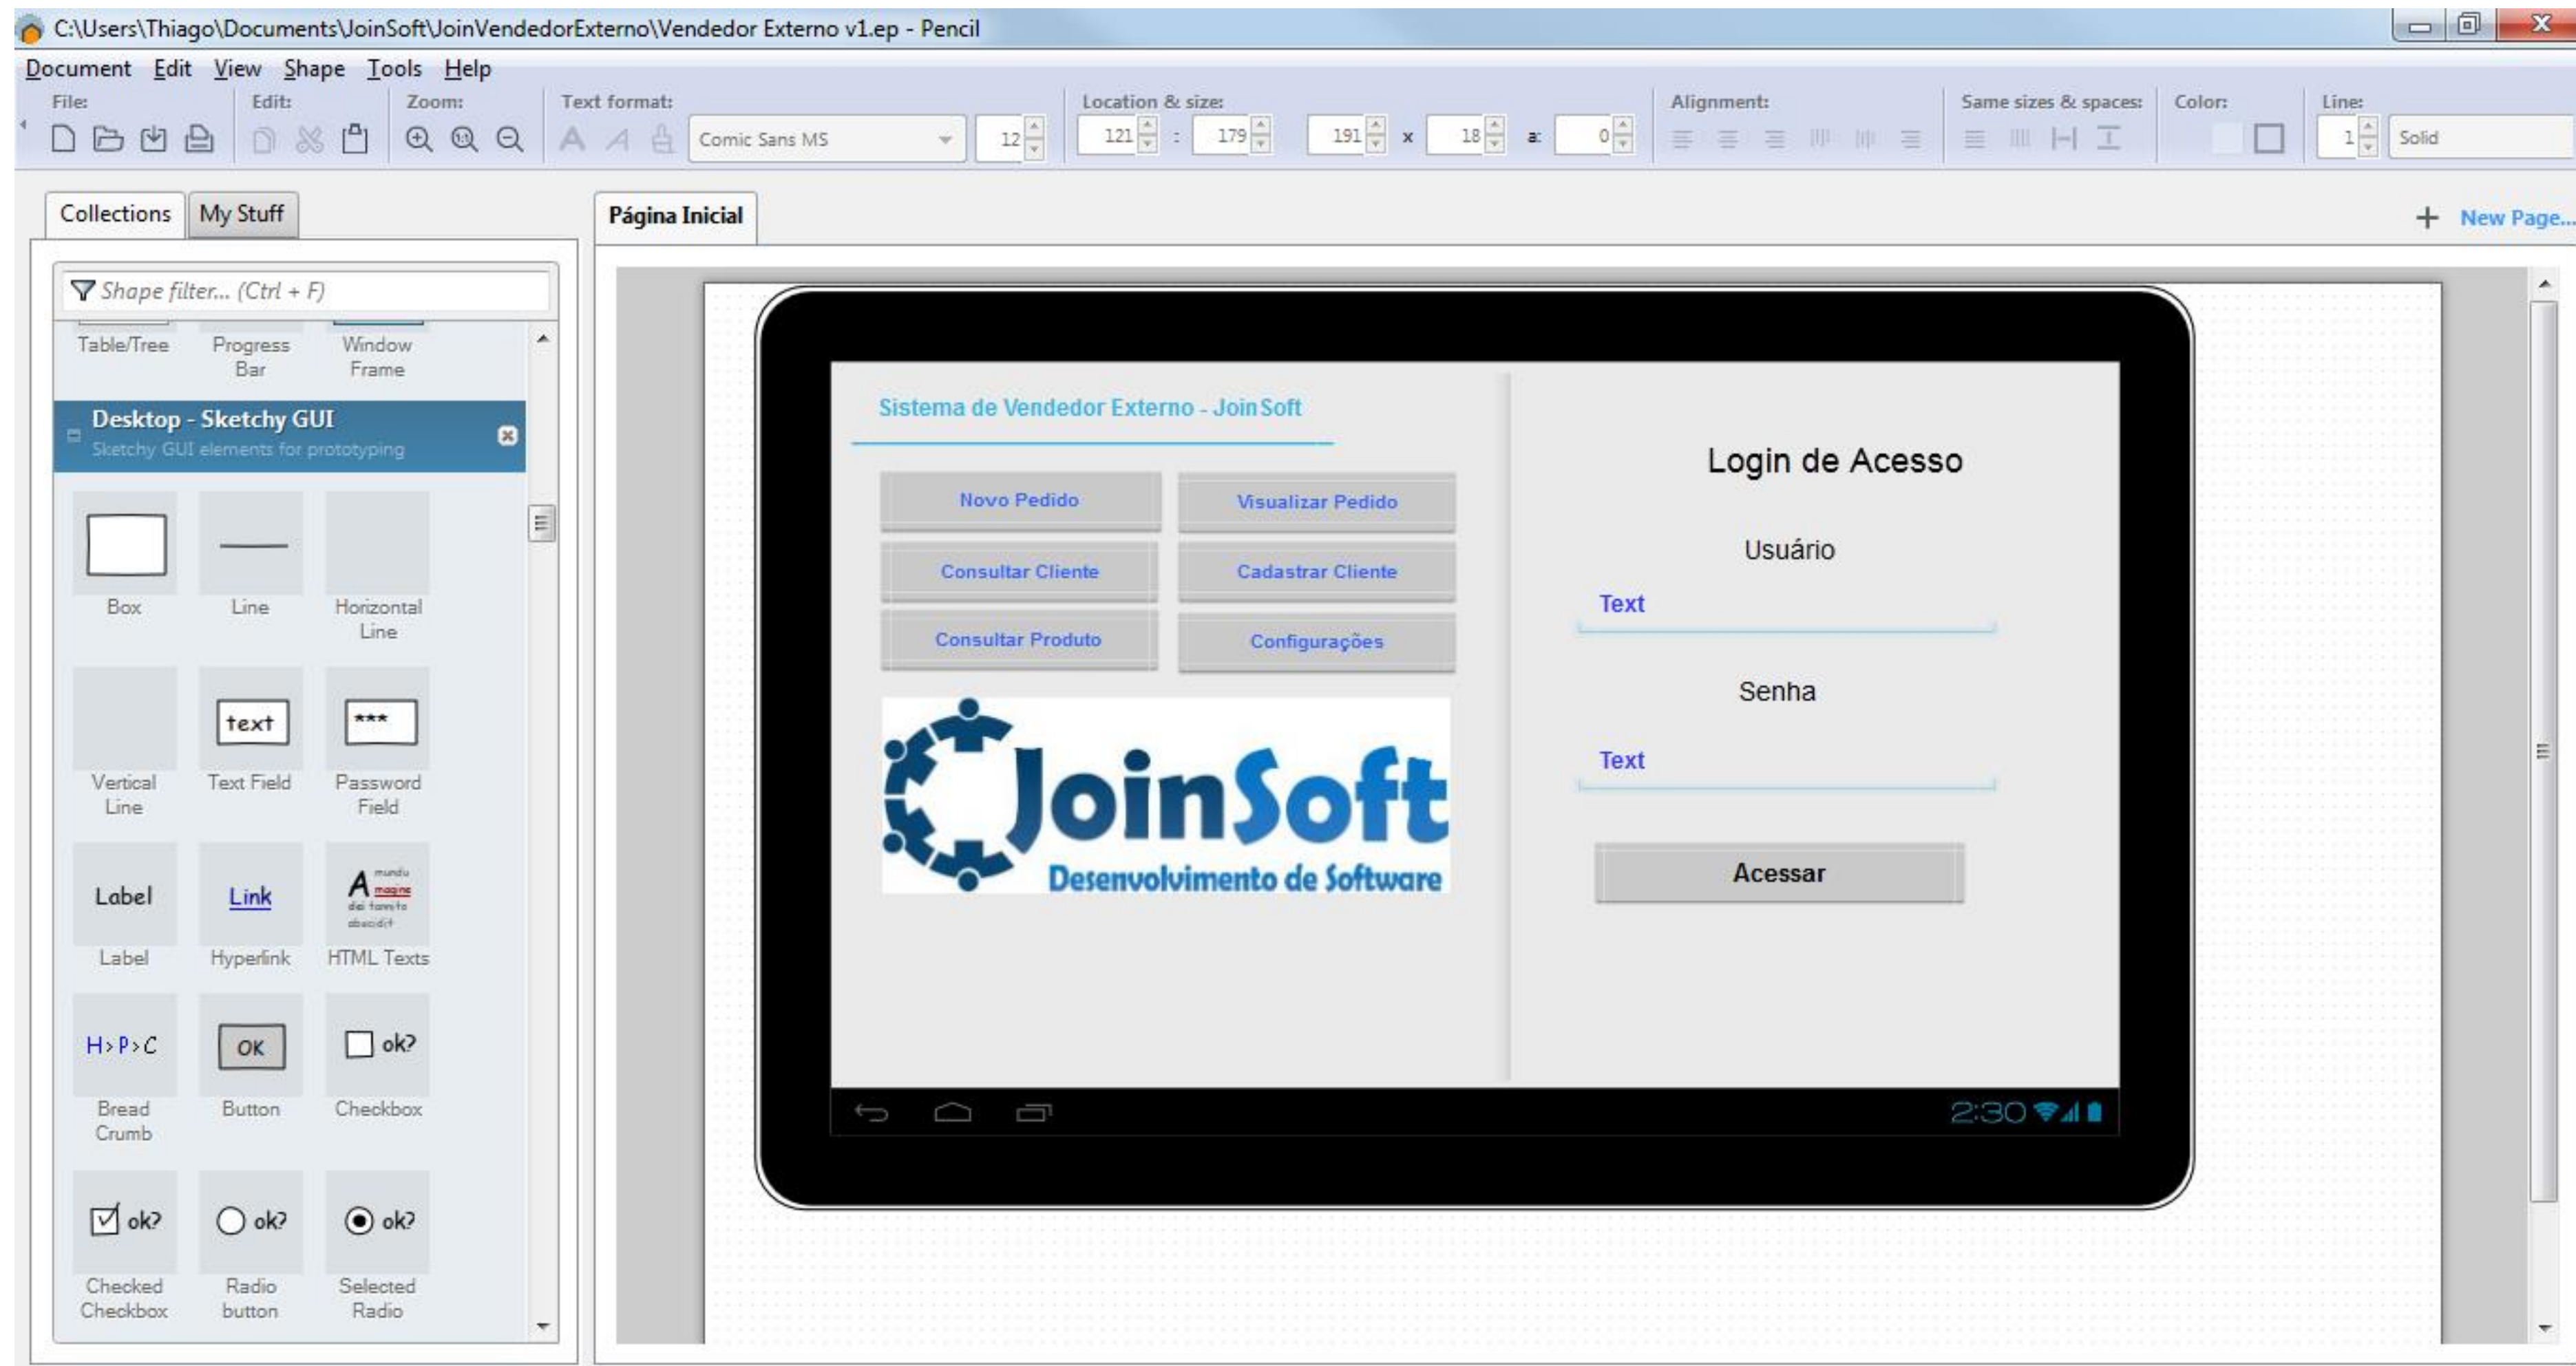 C:\Users\Thiago\Documents\JoinSoft\JoinVendedorExterno\Vendedor Externo v1.ep - Pencil
Document Edit View Shape Tools Help
File: Edit: Zoom: Text format: Location & size: Alignment: Same sizes & spaces: Color: Line:
Comic Sans MS 12 121 : 179 191 x 18 a: 0 1 Solid
Collections My Stuff
Página Inicial
New Page...
Shape filter... (Ctrl + F)
Table/Tree Progress Window
Bar Frame
Desktop - Sketchy GUI
Sketchy GUI elements for prototyping
Box Line Horizontal
Line
text ***
Vertical Text Field Password
Line Field
Label Link A mundu
magna
Label Hyperlink HTML Texts
H>P>C OK ok?
Bread Button Checkbox
Crumb
ok? ok? ok?
Checked Radio Selected
Checkbox button Radio
Sistema de Vendedor Externo - JoinSoft
Novo Pedido Visualizar Pedido
Consultar Cliente Cadastrar Cliente
Consultar Produto Configurações
JoinSoft
Desenvolvimento de Software
Login de Acesso
Usuário
Text
Senha
Text
Acessar
2:30